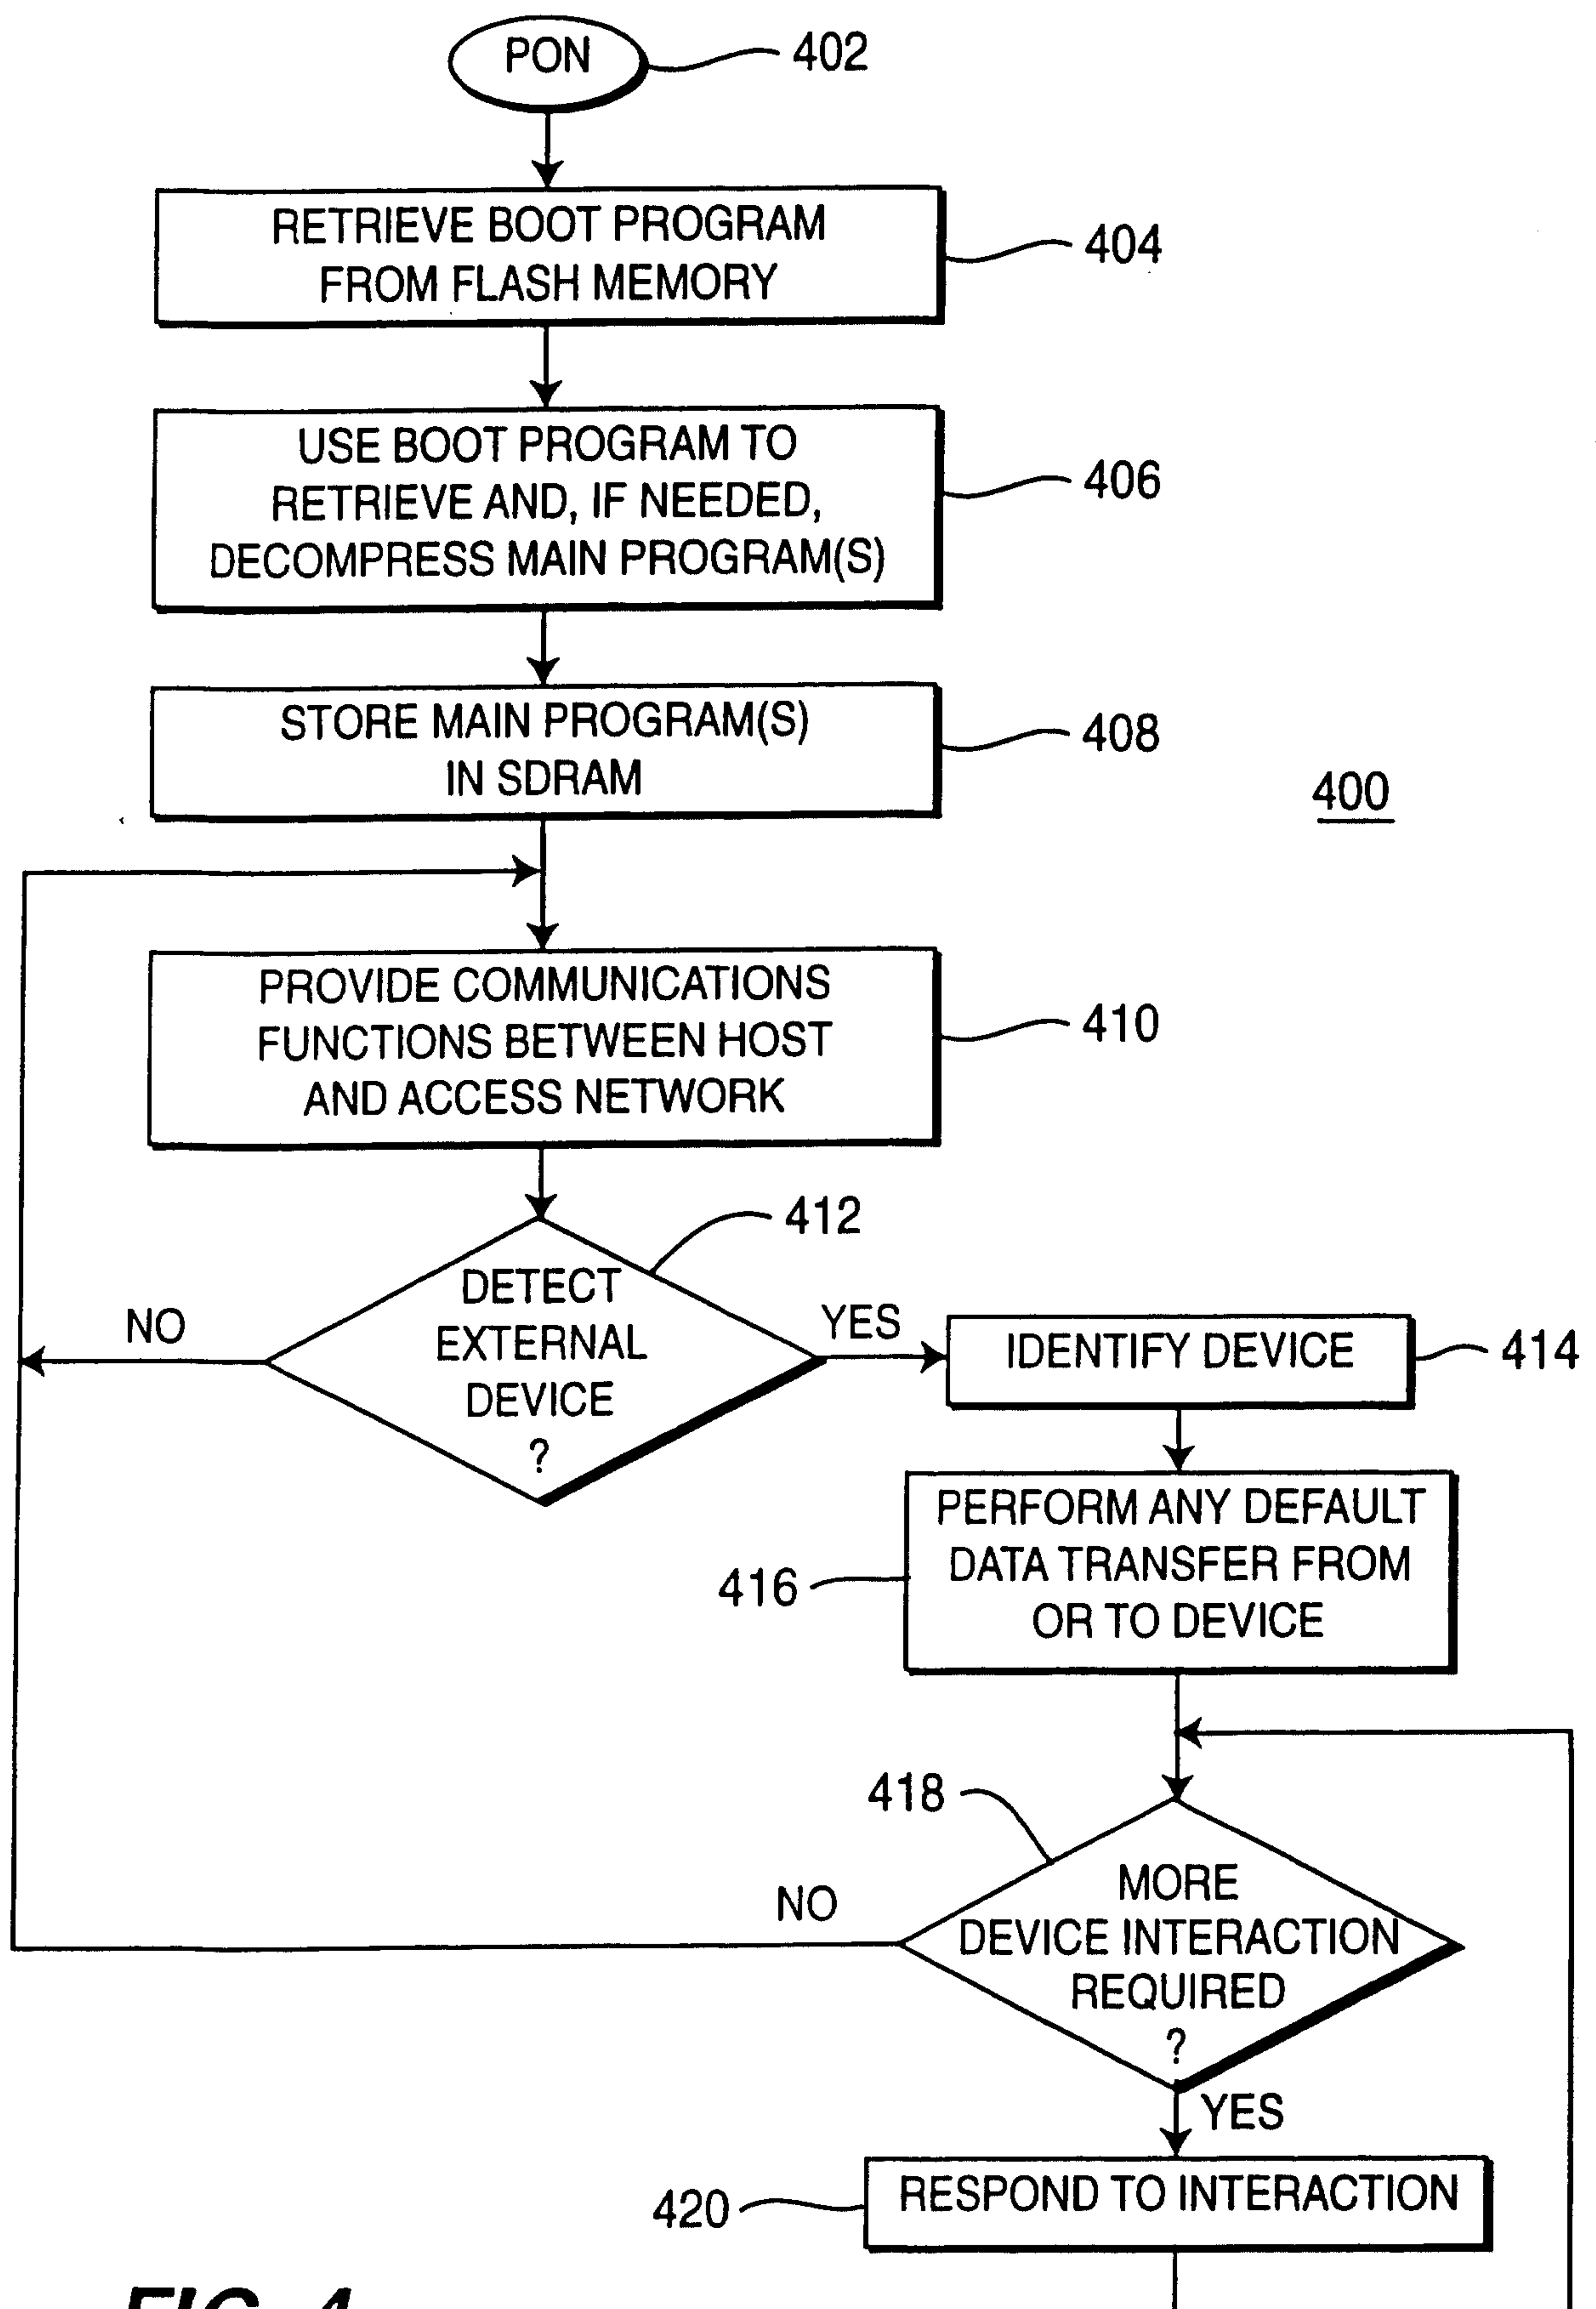 PON
402
RETRIEVE BOOT PROGRAM
FROM FLASH MEMORY
404
USE BOOT PROGRAM TO
RETRIEVE AND, IF NEEDED,
DECOMPRESS MAIN PROGRAM(S)
406
STORE MAIN PROGRAM(S)
IN SDRAM
408
400
PROVIDE COMMUNICATIONS
FUNCTIONS BETWEEN HOST
AND ACCESS NETWORK
410
412
DETECT
EXTERNAL
DEVICE
?
NO
YES
IDENTIFY DEVICE
414
PERFORM ANY DEFAULT
DATA TRANSFER FROM
OR TO DEVICE
416
418
MORE
DEVICE INTERACTION
REQUIRED
?
NO
YES
RESPOND TO INTERACTION
420
FIG. 4